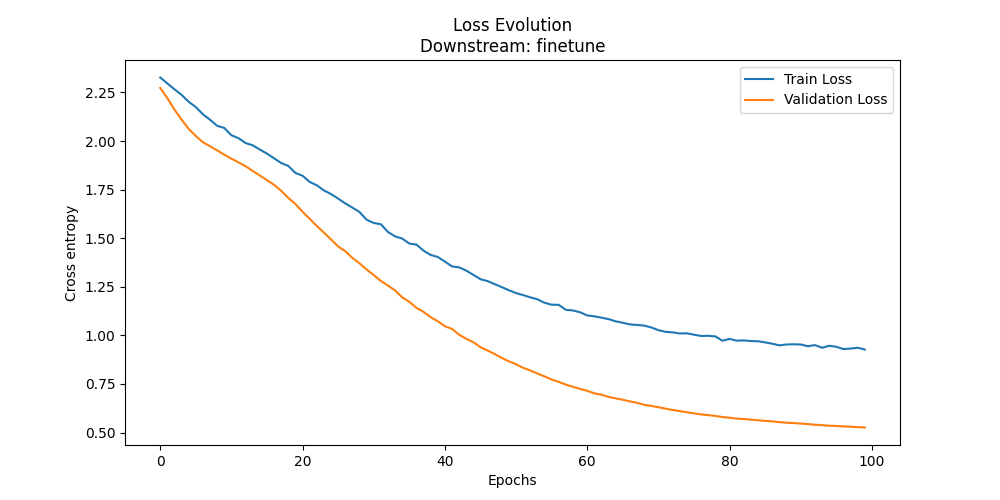 Loss Evolution
Downstream: finetune
Train Loss
Validation Loss
Cross entropy
2.25
2.00
1.75
1.50
1.25
1.00
0.75
0.50
0 20 40 60 80 100
Epochs